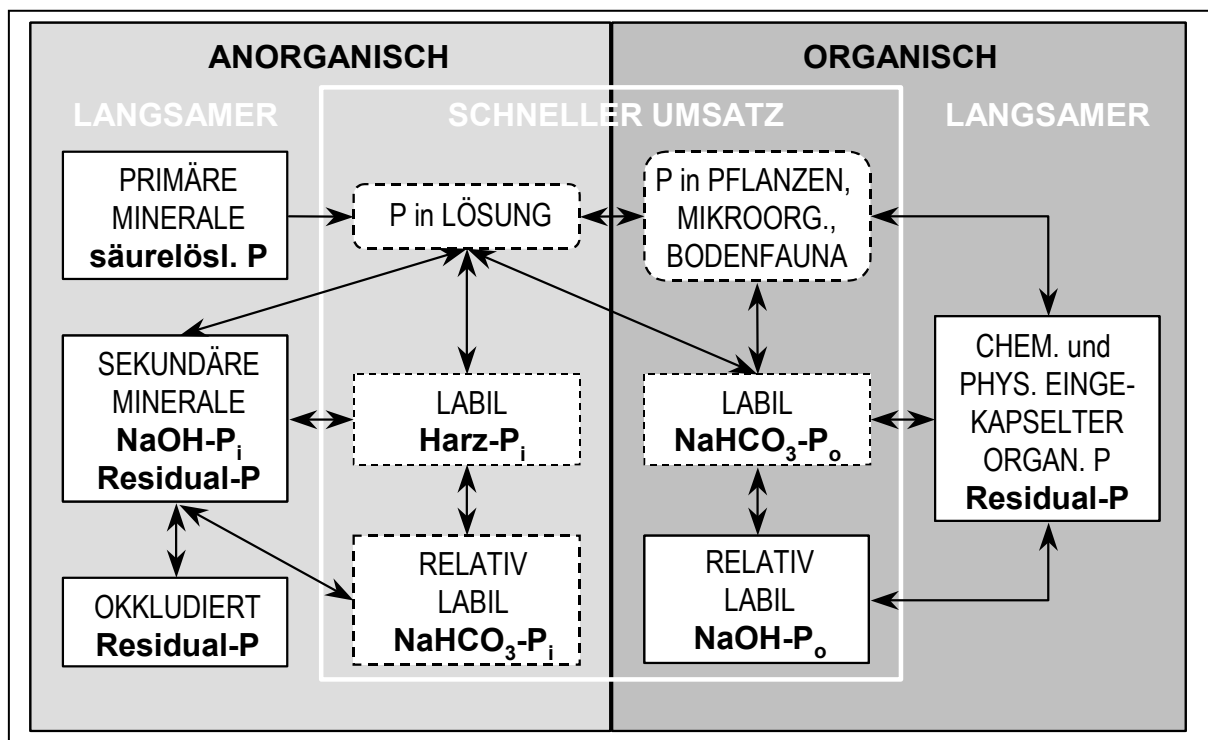 ANORGANISCH
ORGANISCH
LANGSAMER
SCHNELLER UMSATZ
LANGSAMER
PRIMÄRE
MINERALE
säurelösl. P
P in LÖSUNG
P in PFLANZEN,
MIKROORG.,
BODENFAUNA
SEKUNDÄRE
MINERALE
NaOH-Pi
Residual-P
LABIL
Harz-Pi
LABIL
NaHCO3-Po
CHEM. und
PHYS. EINGE-
KAPSELTER
ORGAN. P
Residual-P
OKKLUDIERT
Residual-P
RELATIV
LABIL
NaHCO3-Pi
RELATIV
LABIL
NaOH-Po